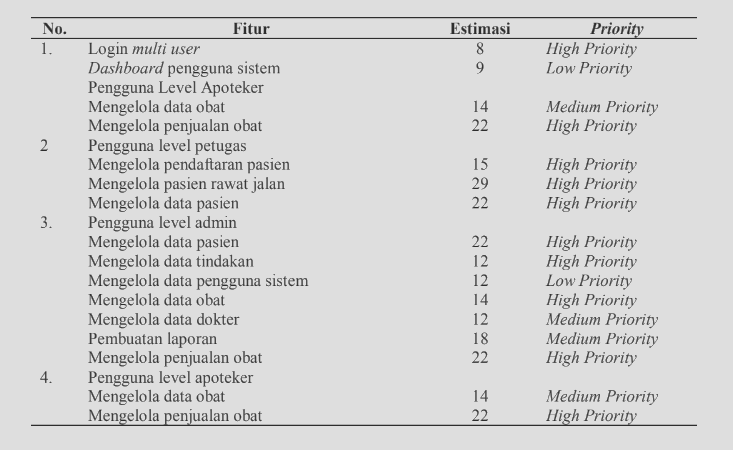 No. Fitur Estimasi Priority
1. Login multi user 8 High Priority
Dashboard pengguna sistem 9 Low Priority
Pengguna Level Apoteker
Mengelola data obat 14 Medium Priority
Mengelola penjualan obat 22 High Priority
2 Pengguna level petugas
Mengelola pendaftaran pasien 15 High Priority
Mengelola pasien rawat jalan 29 High Priority
Mengelola data pasien 22 High Priority
3. Pengguna level admin
Mengelola data pasien 22 High Priority
Mengelola data tindakan 12 High Priority
Mengelola data pengguna sistem 12 Low Priority
Mengelola data obat 14 High Priority
Mengelola data dokter 12 Medium Priority
Pembuatan laporan 18 Medium Priority
Mengelola penjualan obat 22 High Priority
4. Pengguna level apoteker
Mengelola data obat 14 Medium Priority
Mengelola penjualan obat 22 High Priority